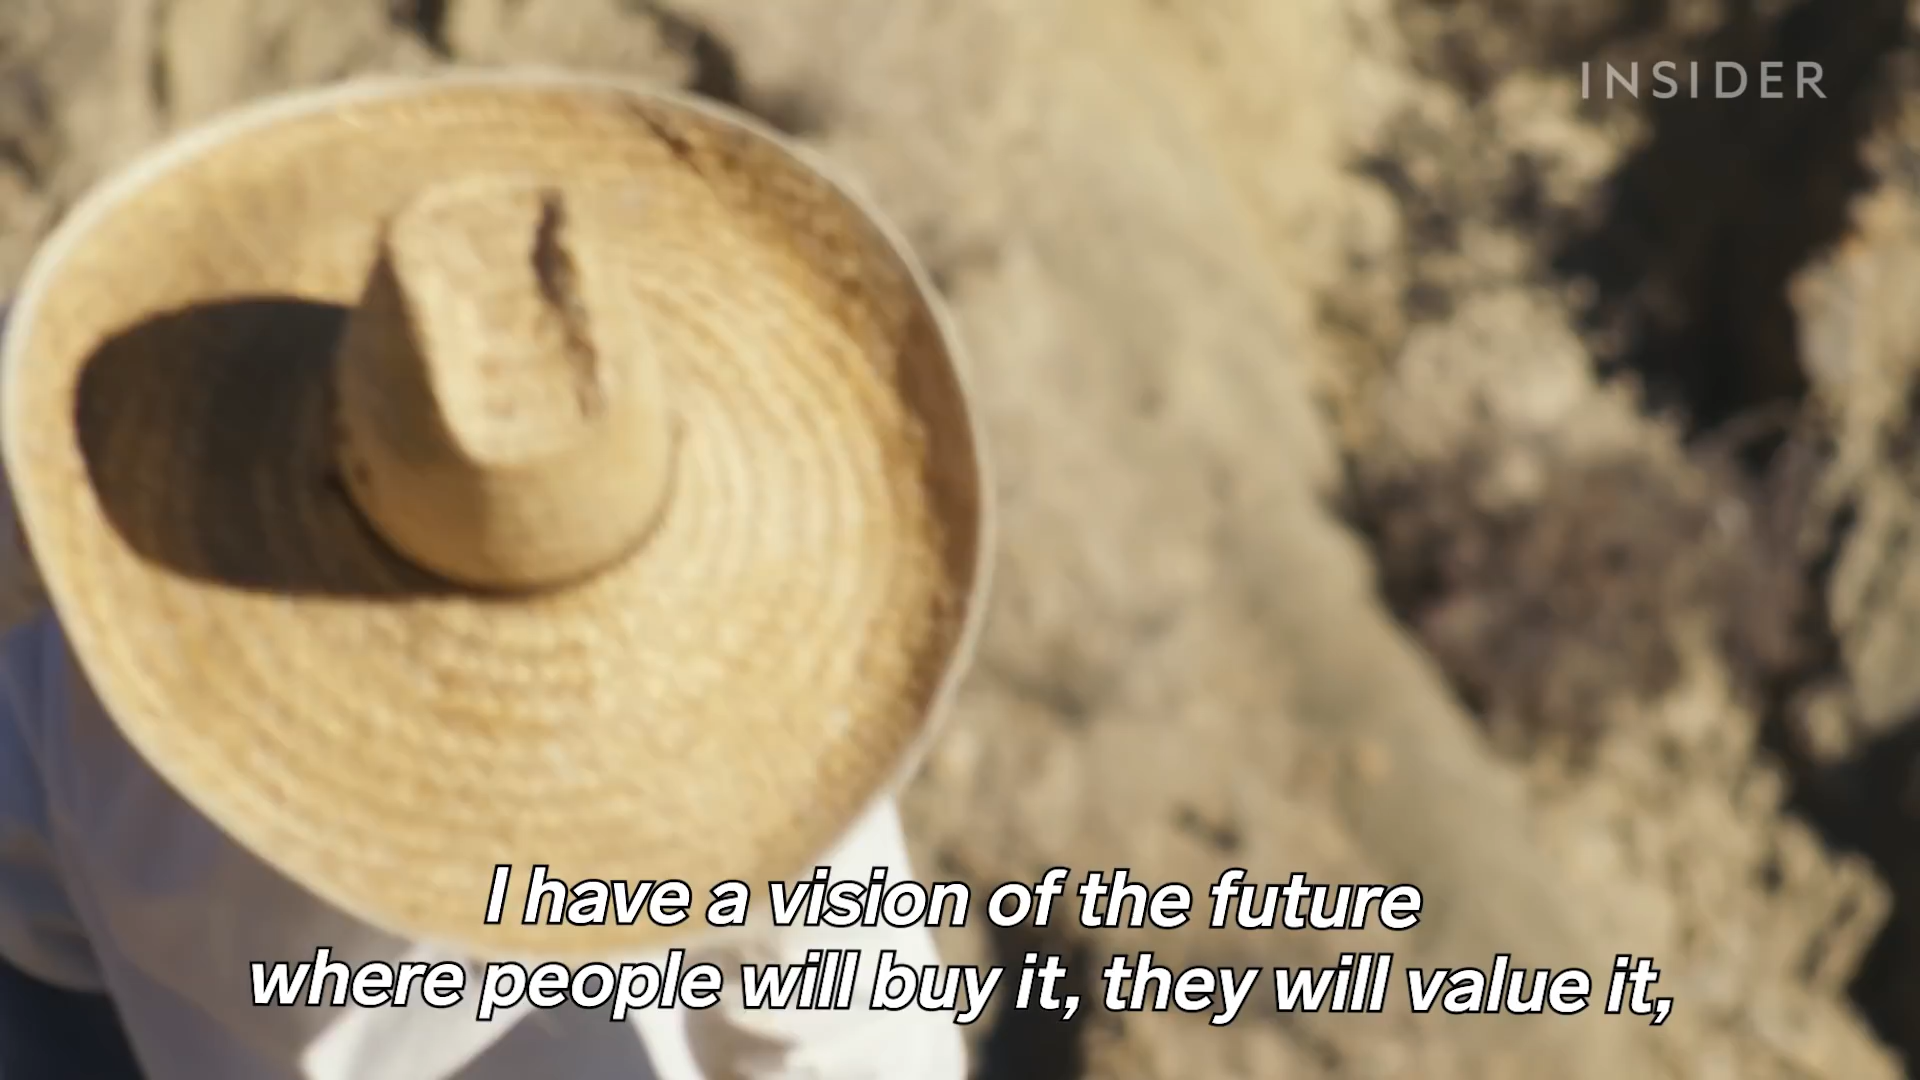 INSIDER
I have a vision of the future
where people will buy it, they will value it,